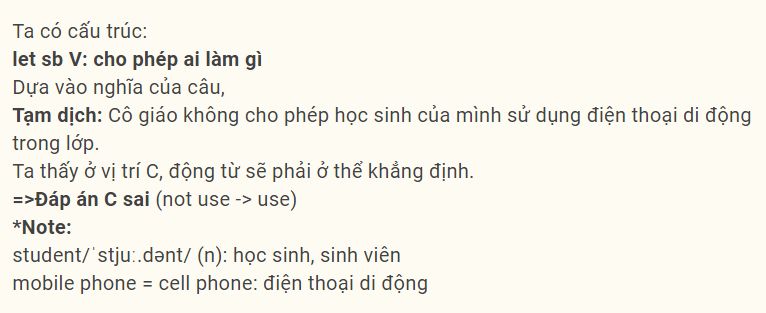 Ta có cấu trúc:
let sb V: cho phép ai làm gì
Dựa vào nghĩa của câu,
Tạm dịch: Cô giáo không cho phép học sinh của mình sử dụng điện thoại di động
trong lớp.
Ta thấy ở vị trí C, động từ sẽ phải ở thể khẳng định.
=>Đáp án C sai (not use -> use)
*Note:
student/ˈstjuː.dənt/ (n): học sinh, sinh viên
mobile phone = cell phone: điện thoại di động